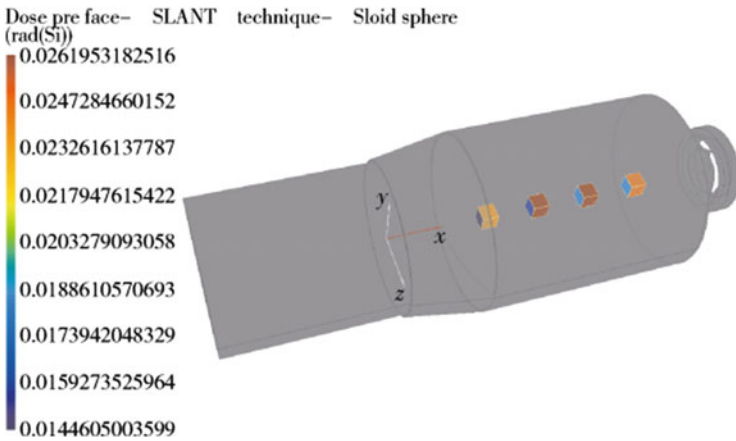 Dose pre face– SLANT technique– Sloid sphere
(rad(Si))
0.0261953182516
0.0247284660152
0.0232616137787
0.0217947615422
0.0203279093058
0.0188610570693
0.0173942048329
0.0159273525964
0.0144605003599
y
x
z